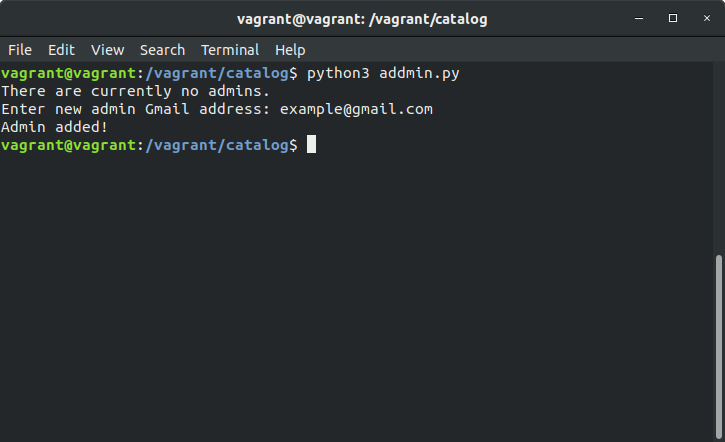 vagrant@vagrant: /vagrant/catalog
File Edit View Search Terminal Help
vagrant@vagrant:/vagrant/catalog$ python3 addmin.py
There are currently no admins.
Enter new admin Gmail address: example@gmail.com
Admin added!
vagrant@vagrant:/vagrant/catalog$